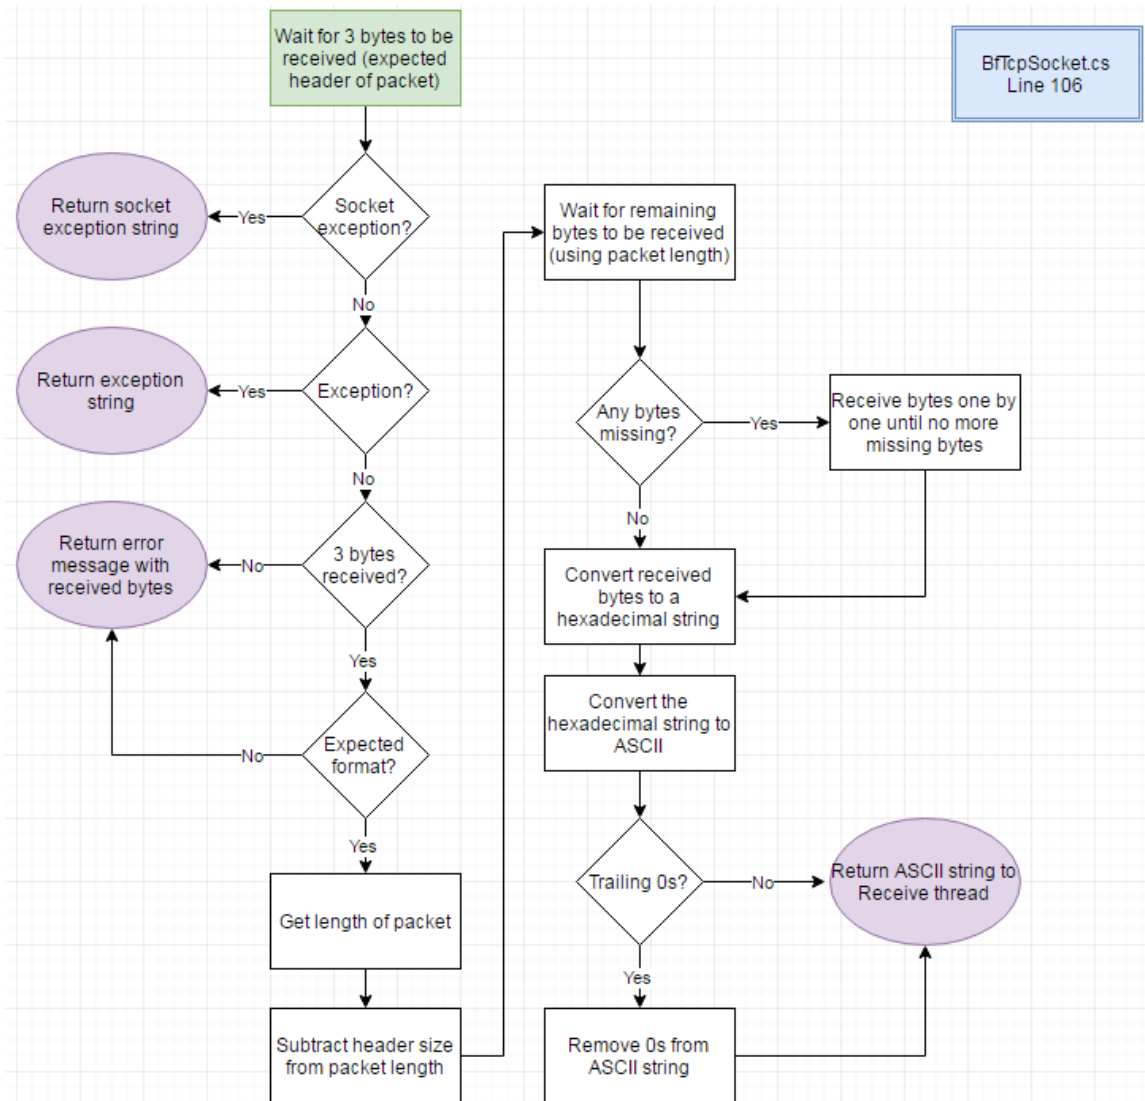 Wait for 3 bytes to be
received (expected
header of packet)
BfTcpSocket.cs
Line 106
Return socket
exception string
Yes
Socket
exception?
No
Wait for remaining
bytes to be received
(using packet length)
Return exception
string
Yes
Exception?
No
Any bytes
missing?
Yes
Receive bytes one by
one until no more
missing bytes
No
Return error
message with
received bytes
No
3 bytes
received?
Yes
Convert received
bytes to a
hexadecimal string
Convert the
hexadecimal string to
ASCII
No
Expected
format?
Yes
Get length of packet
Subtract header size
from packet length
Trailing 0s?
No
Return ASCII string to
Receive thread
Yes
Remove 0s from
ASCII string